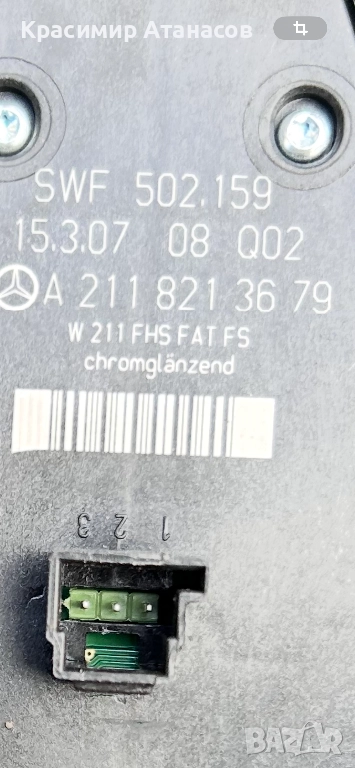 Красимир Атанасов
SWF 502.159
15.3.07 08 Q02
A 211 821 36 79
W 211 FHS FAT FS
chromglänzend
3 2 1
BAZAR